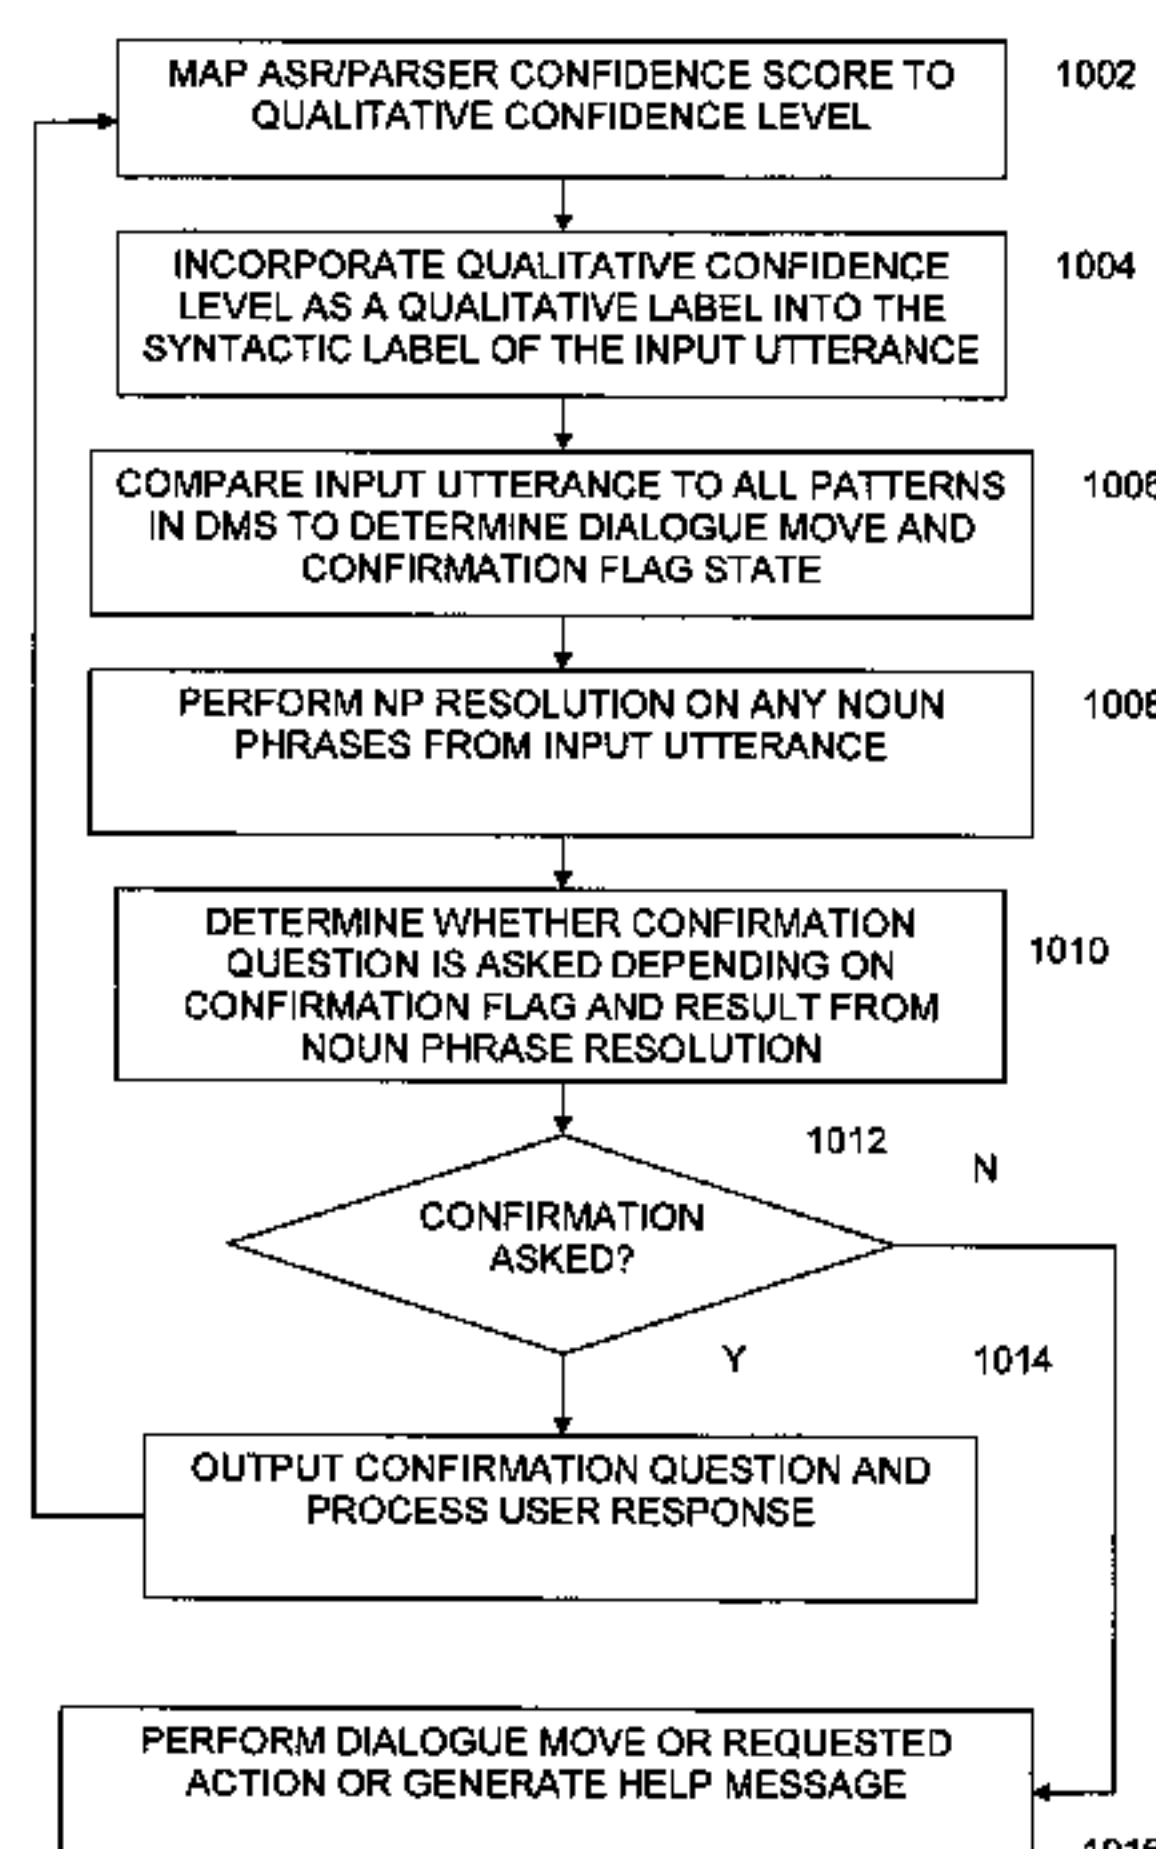 MAP ASR/PARSER CONFIDENCE SCORE TO
QUALITATIVE CONFIDENCE LEVEL
1002
INCORPORATE QUALITATIVE CONFIDENCE
LEVEL AS A QUALITATIVE LABEL INTO THE
SYNTACTIC LABEL OF THE INPUT UTTERANCE
1004
COMPARE INPUT UTTERANCE TO ALL PATTERNS
IN DMS TO DETERMINE DIALOGUE MOVE AND
CONFIRMATION FLAG STATE
1006
PERFORM NP RESOLUTION ON ANY NOUN
PHRASES FROM INPUT UTTERANCE
1008
DETERMINE WHETHER CONFIRMATION
QUESTION IS ASKED DEPENDING ON
CONFIRMATION FLAG AND RESULT FROM
NOUN PHRASE RESOLUTION
1010
1012
N
CONFIRMATION
ASKED?
Y
1014
OUTPUT CONFIRMATION QUESTION AND
PROCESS USER RESPONSE
PERFORM DIALOGUE MOVE OR REQUESTED
ACTION OR GENERATE HELP MESSAGE